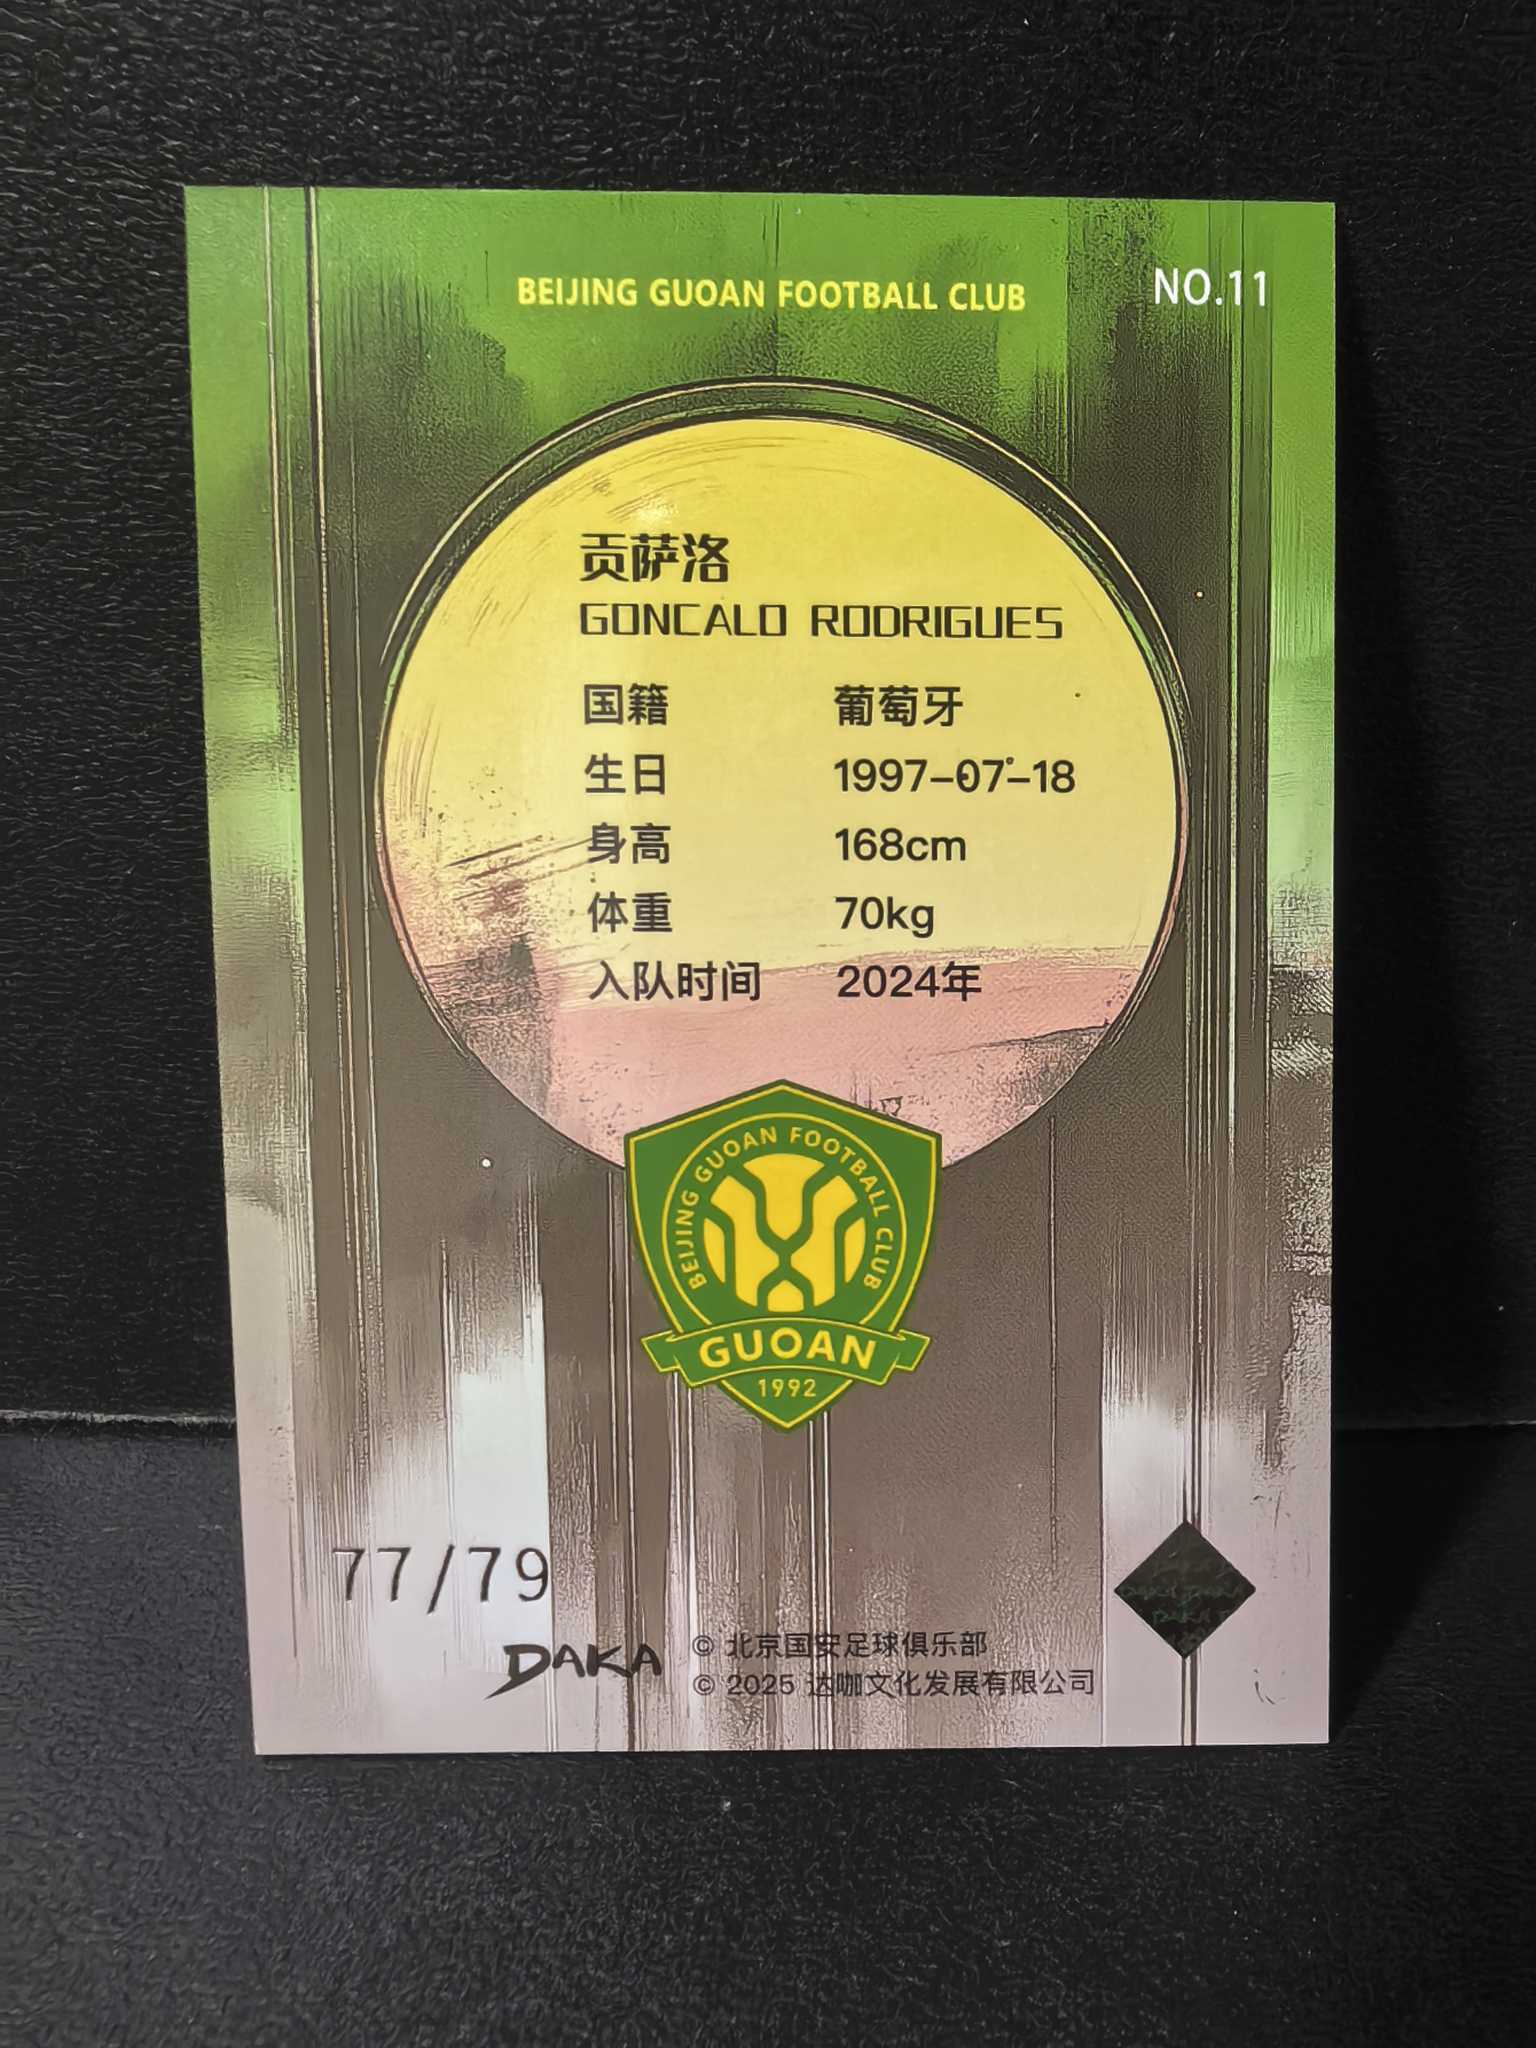 BEIJING GUOAN FOOTBALL CLUB
NO.11
贡萨洛
GONCALO RODRIGUES
国籍 葡萄牙
生日 1997-07-18
身高 168cm
体重 70kg
入队时间 2024年
BEIJING GUOAN FOOTBALL CLUB
GUOAN
1992
77/79
DAKA
© 北京国安足球俱乐部
© 2025 达咖文化发展有限公司
DAKA DAKA
DAKA